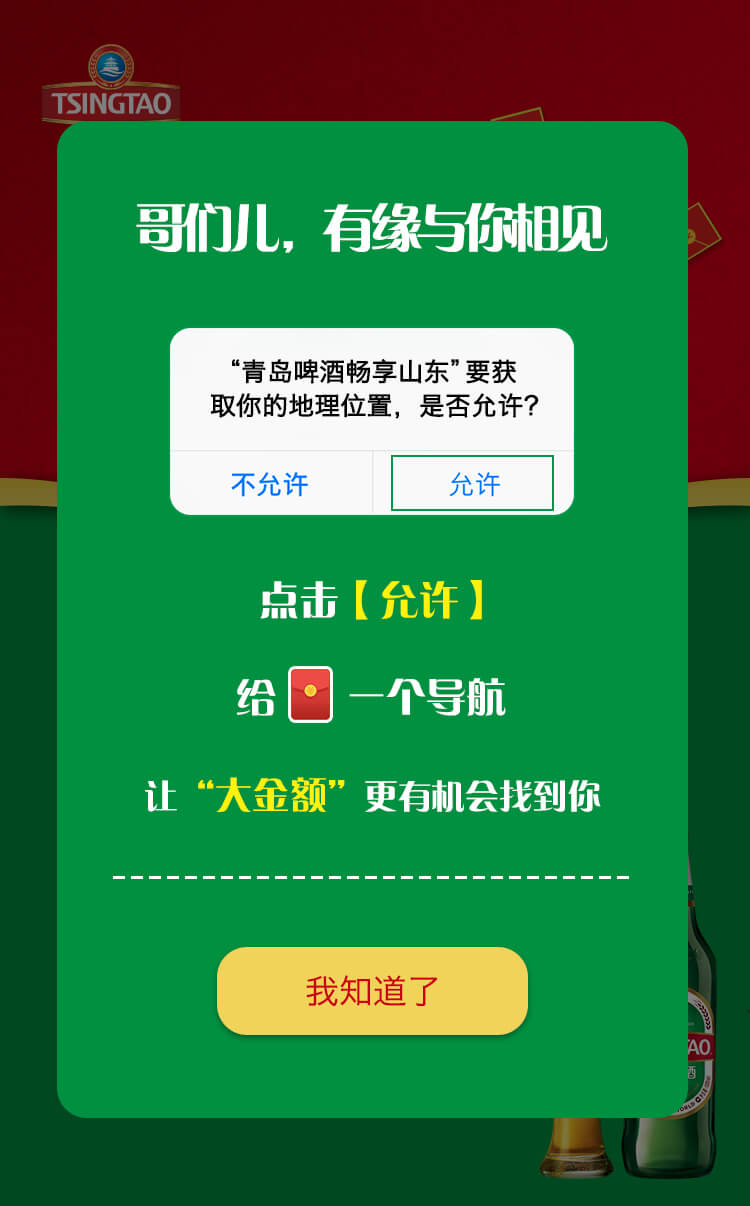 TSINGTAO
哥们儿，有缘与你相见
“青岛啤酒畅享山东”要获
取你的地理位置，是否允许？
不允许
允许
点击【允许】
给 一个导航
让“大金额”更有机会找到你
我知道了
TAO
酒